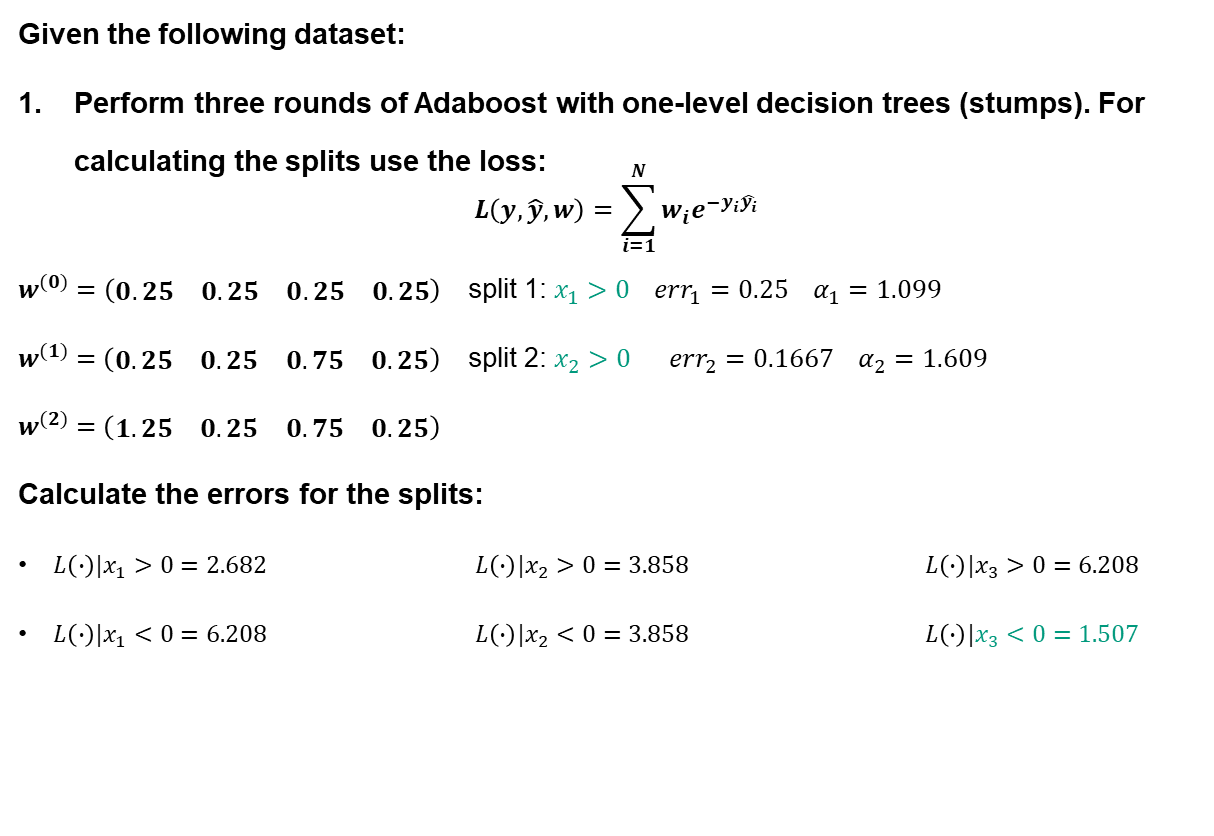 Given the following dataset:
1. Perform three rounds of Adaboost with one-level decision trees (stumps). For
calculating the splits use the loss:
L(y, ŷ, w) = ∑_{i=1}^{N} w_i e^{−y_i ŷ_i}
w^{(0)} = (0.25 0.25 0.25 0.25) split 1: x₁ > 0 err₁ = 0.25 α₁ = 1.099
w^{(1)} = (0.25 0.25 0.75 0.25) split 2: x₂ > 0 err₂ = 0.1667 α₂ = 1.609
w^{(2)} = (1.25 0.25 0.75 0.25)
Calculate the errors for the splits:
• L(·)|x₁ > 0 = 2.682 L(·)|x₂ > 0 = 3.858 L(·)|x₃ > 0 = 6.208
• L(·)|x₁ < 0 = 6.208 L(·)|x₂ < 0 = 3.858 L(·)|x₃ < 0 = 1.507